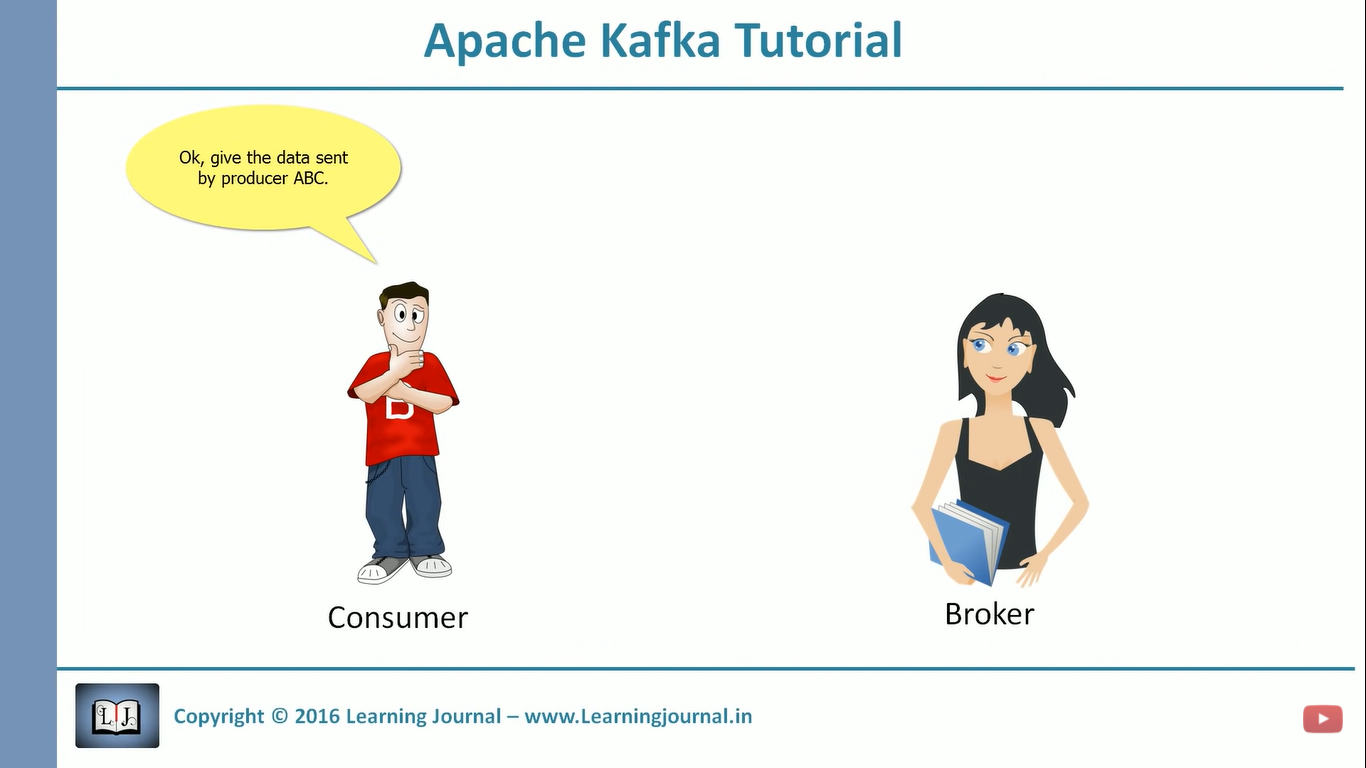 Apache Kafka Tutorial
Ok, give the data sent
by producer ABC.
B
Consumer
Broker
LJ
Copyright © 2016 Learning Journal – www.Learningjournal.in